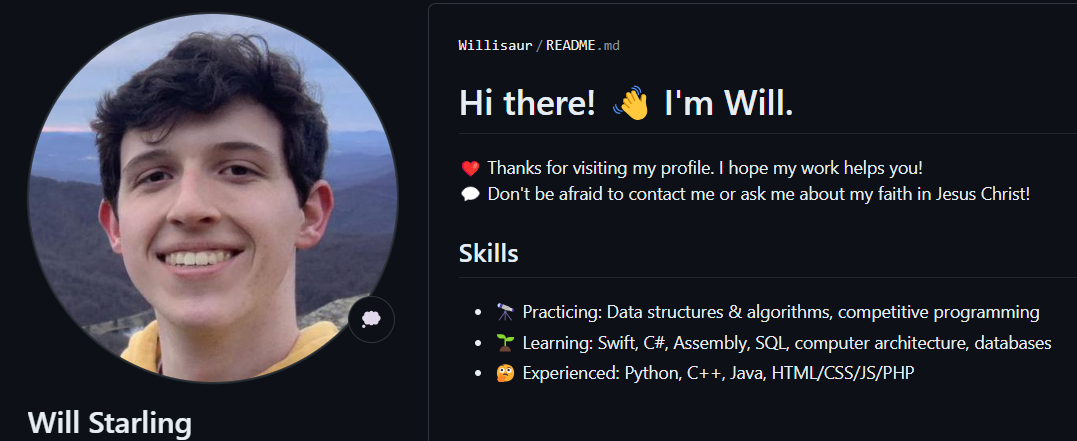 Willisaur/README.md
Hi there! 👋 I'm Will.
❤️ Thanks for visiting my profile. I hope my work helps you!
💬 Don't be afraid to contact me or ask me about my faith in Jesus Christ!
Skills
• 🔭 Practicing: Data structures & algorithms, competitive programming
• 🌱 Learning: Swift, C#, Assembly, SQL, computer architecture, databases
• 🤔 Experienced: Python, C++, Java, HTML/CSS/JS/PHP
Will Starling